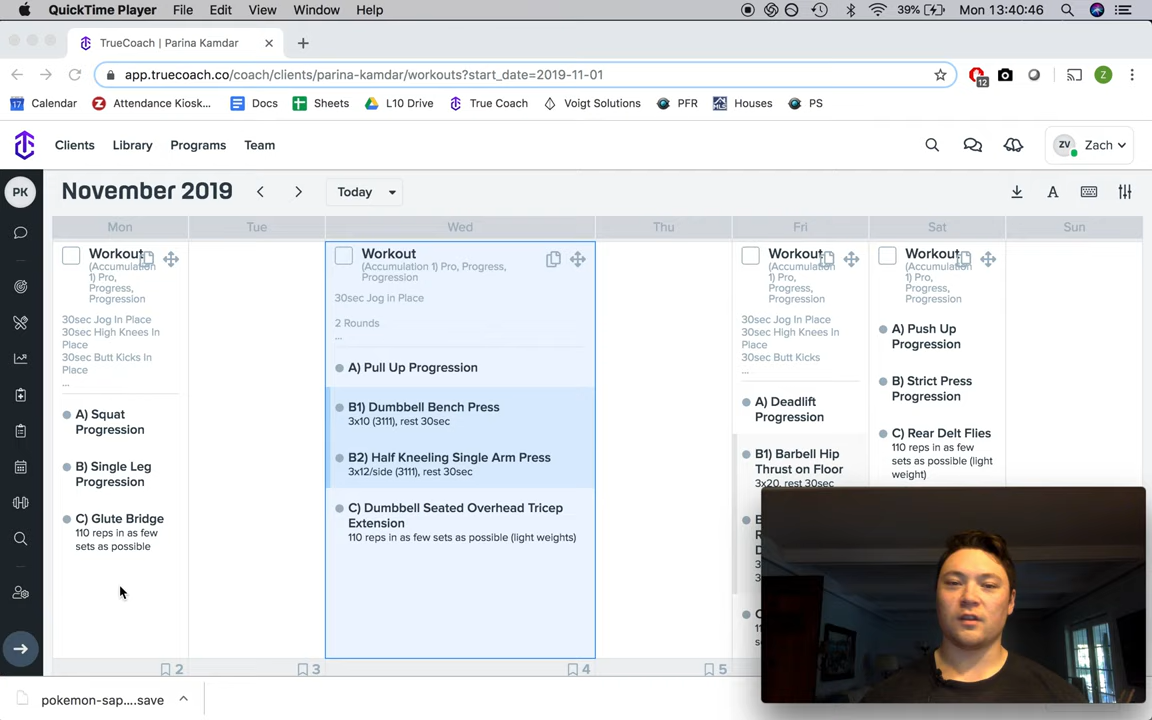 QuickTime Player File Edit View Window Help 39% Mon 13:40:46
TrueCoach | Parina Kamdar
app.truecoach.co/coach/clients/parina-kamdar/workouts?start_date=2019-11-01
12 Z
17 Calendar Attendance Kiosk... Docs Sheets L10 Drive True Coach Voigt Solutions PFR Houses PS
Clients Library Programs Team ZV Zach
PK
November 2019 Today A
Mon Tue Wed Thu Fri Sat Sun
Workout
(Accumulation
1) Pro,
Progress,
Progression
30sec Jog In Place
30sec High Knees In
Place
30sec Butt Kicks In
Place
...
A) Squat
Progression
B) Single Leg
Progression
C) Glute Bridge
110 reps in as few
sets as possible
Workout
(Accumulation 1) Pro, Progress,
Progression
30sec Jog In Place
2 Rounds
...
A) Pull Up Progression
B1) Dumbbell Bench Press
3x10 (3111), rest 30sec
B2) Half Kneeling Single Arm Press
3x12/side (3111), rest 30sec
C) Dumbbell Seated Overhead Tricep
Extension
110 reps in as few sets as possible (light weights)
Workout
(Accumulation
1) Pro,
Progress,
Progression
30sec Jog In Place
30sec High Knees In
Place
30sec Butt Kicks
...
A) Deadlift
Progression
B1) Barbell Hip
Thrust on Floor
3x20, rest 30sec
Workout
(Accumulation
1) Pro,
Progress,
Progression
A) Push Up
Progression
B) Strict Press
Progression
C) Rear Delt Flies
110 reps in as few
sets as possible (light
weight)
2 3 4 5
pokemon-sap....save